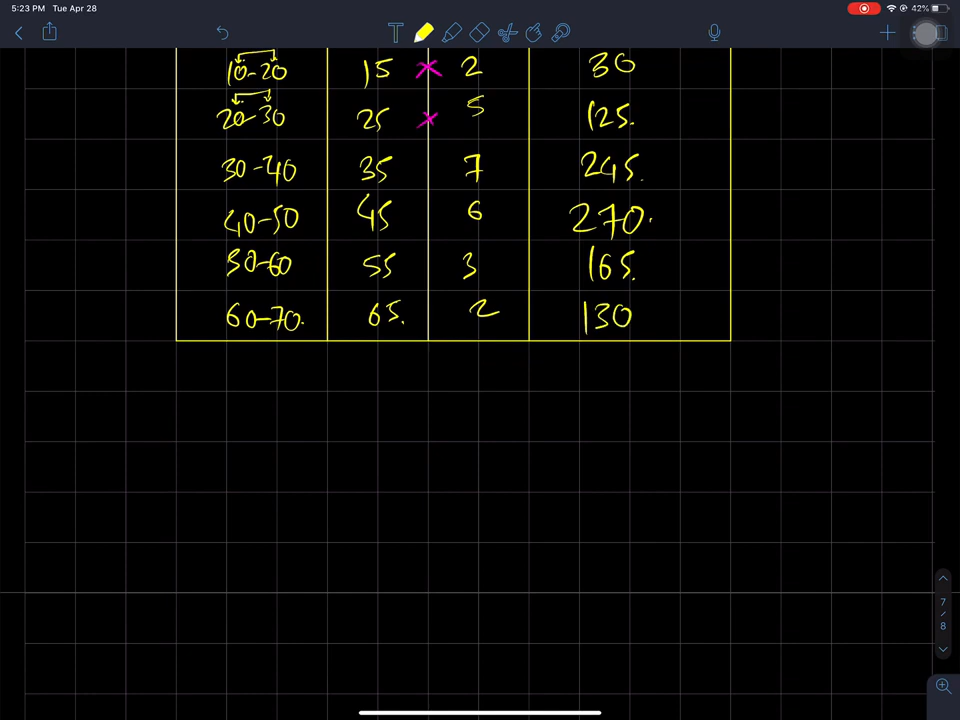 5:23 PM Tue Apr 28 42%
T
10-20 15 × 2 30
20-30 25 × 5 125.
30-40 35 7 245.
40-50 45 6 270.
50-60 55 3 165.
60-70. 65. 2 130
7
8